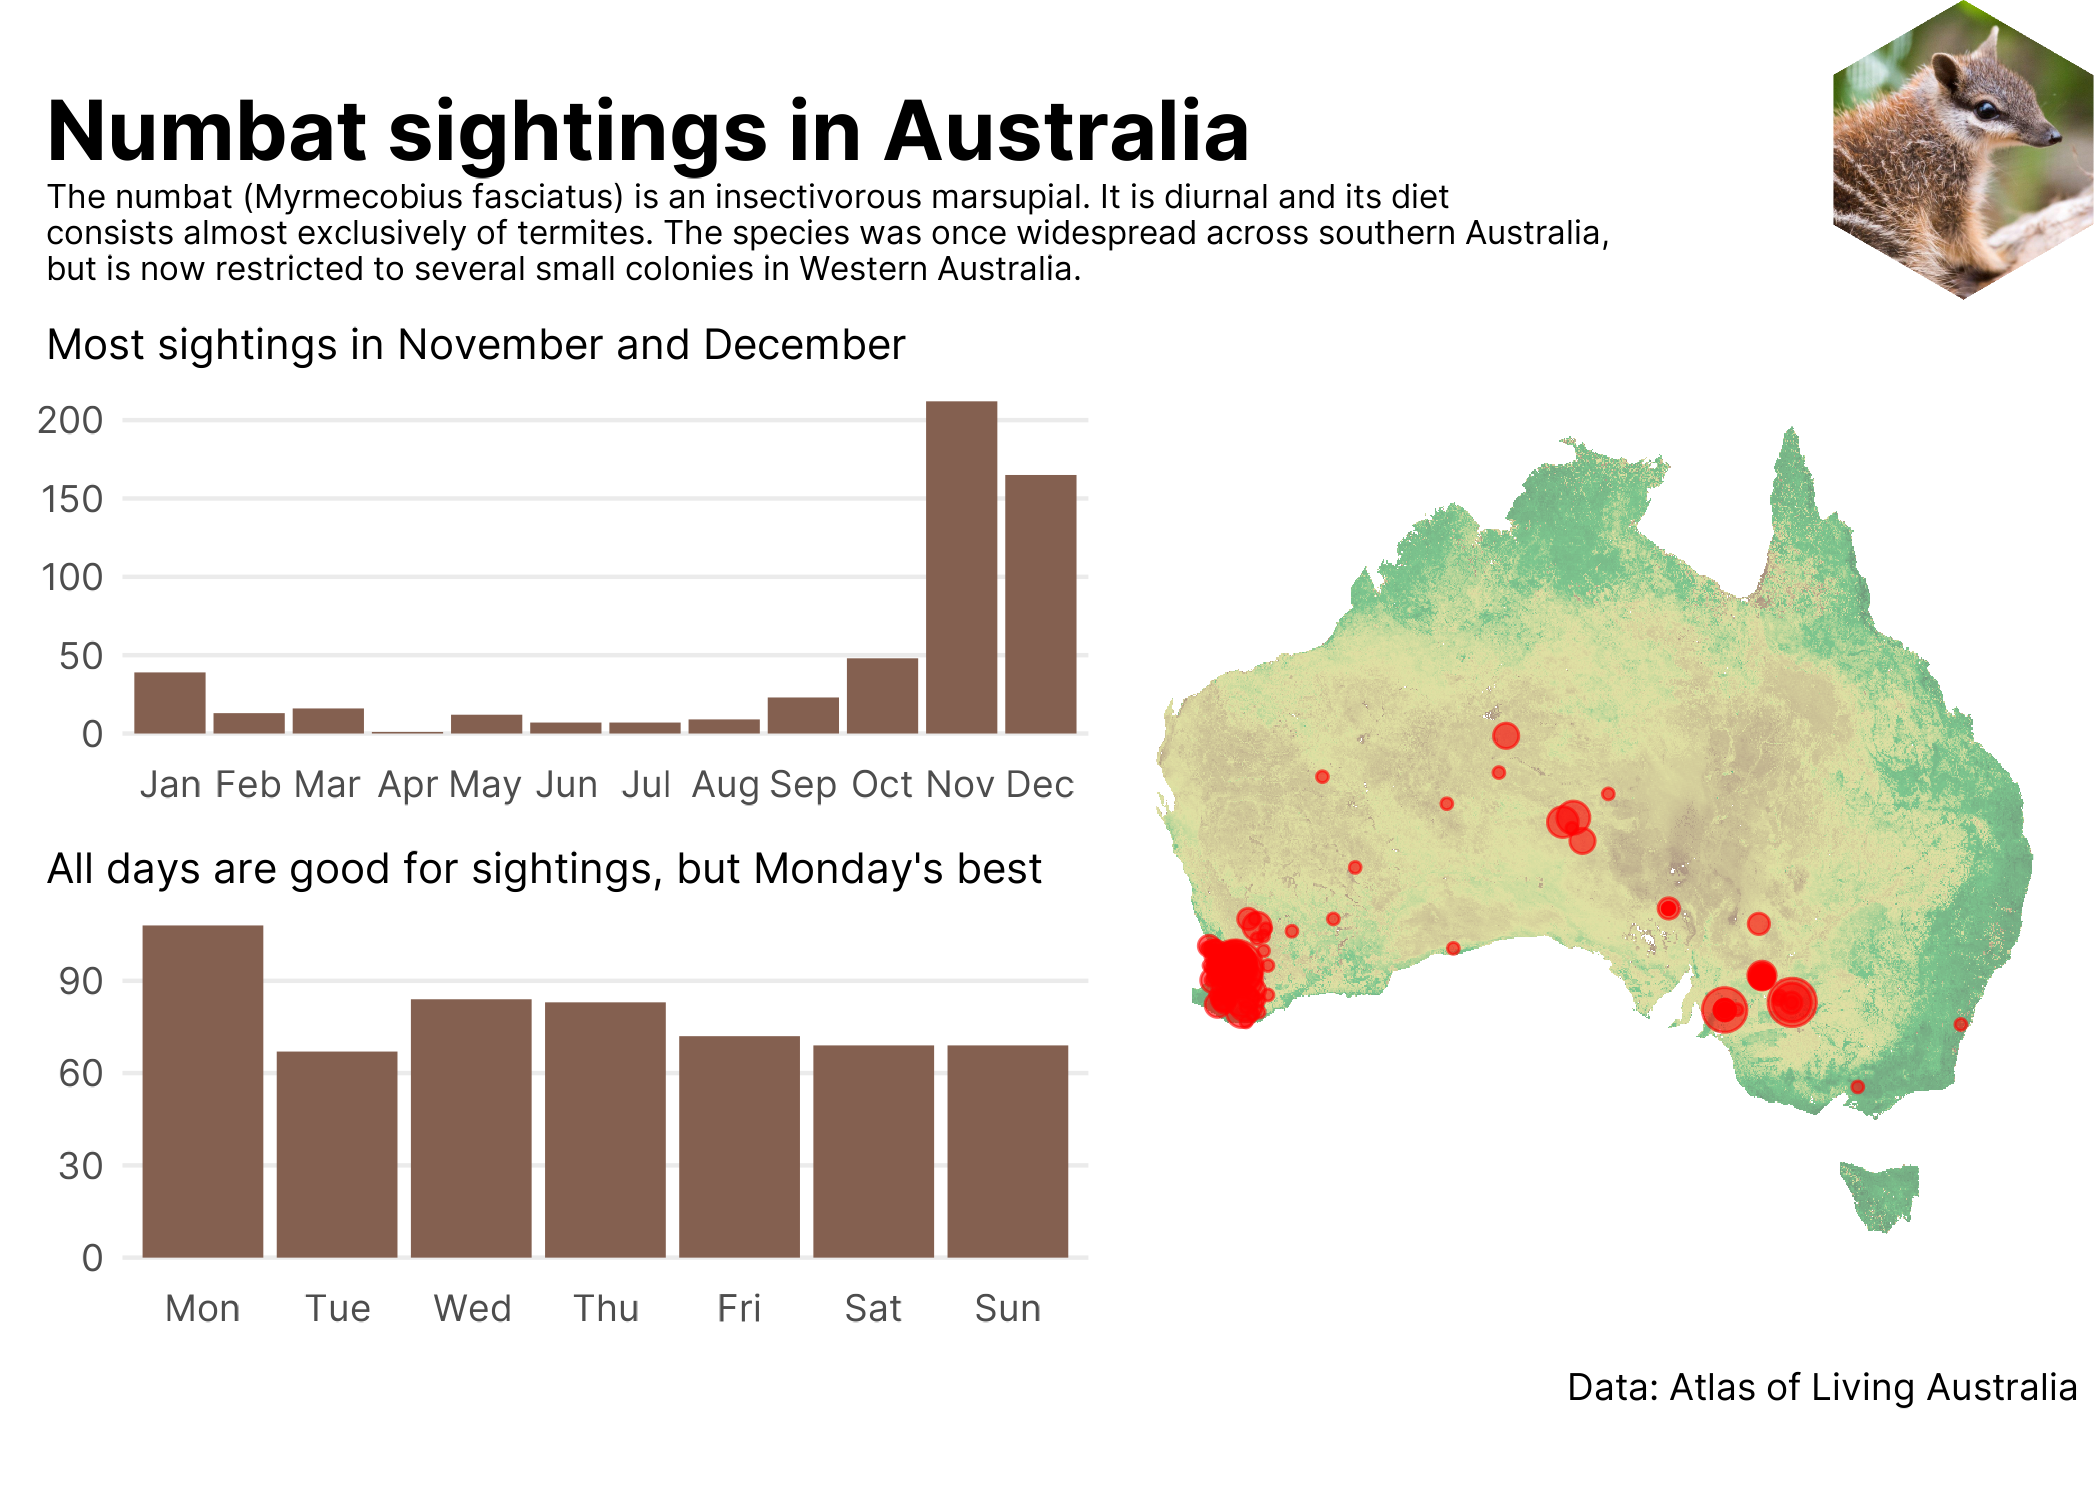 Numbat sightings in Australia
The numbat (Myrmecobius fasciatus) is an insectivorous marsupial. It is diurnal and its diet
consists almost exclusively of termites. The species was once widespread across southern Australia,
but is now restricted to several small colonies in Western Australia.
Most sightings in November and December
200
150
100
50
0
Jan Feb Mar Apr May Jun Jul Aug Sep Oct Nov Dec
All days are good for sightings, but Monday's best
90
60
30
0
Mon Tue Wed Thu Fri Sat Sun
Data: Atlas of Living Australia